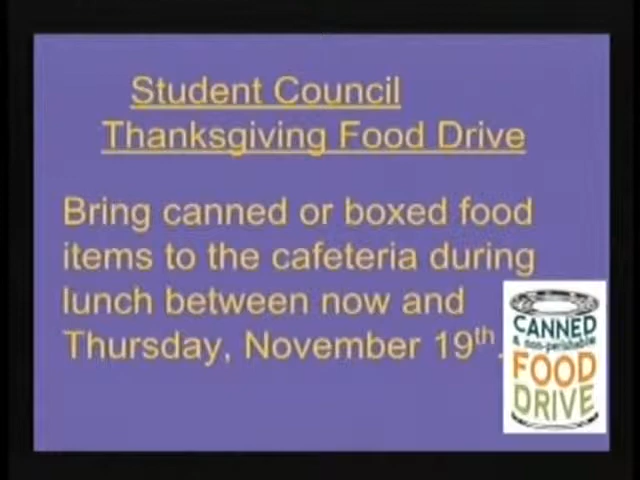 Student Council
Thanksgiving Food Drive
Bring canned or boxed food
items to the cafeteria during
lunch between now and
Thursday, November 19th.
CANNED
& non-perishable
FOOD
DRIVE